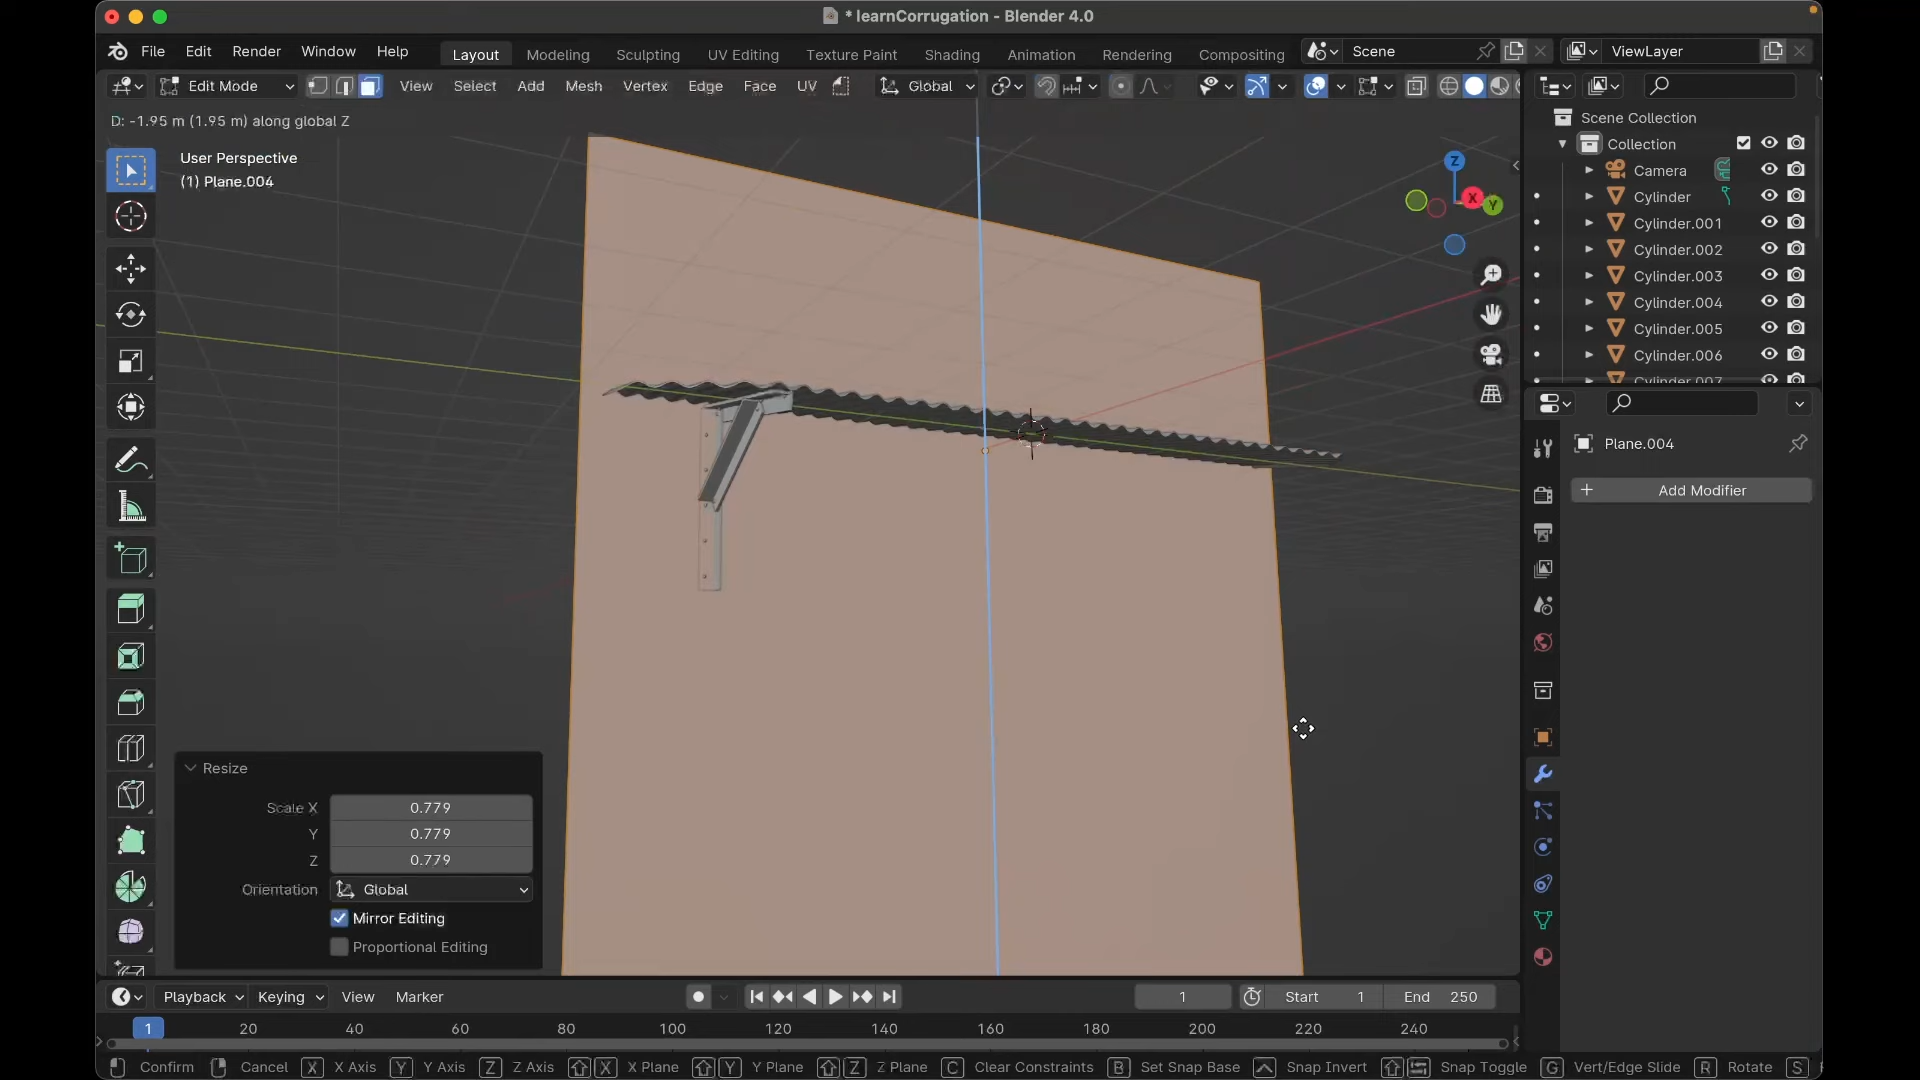 * learnCorrugation - Blender 4.0
File Edit Render Window Help Layout Modeling Sculpting UV Editing Texture Paint Shading Animation Rendering Compositing Scene ViewLayer
Edit Mode View Select Add Mesh Vertex Edge Face UV Global
D: -1.95 m (1.95 m) along global Z
User Perspective
(1) Plane.004
Z
X
Y
Scene Collection
Collection
Camera
Cylinder
Cylinder.001
Cylinder.002
Cylinder.003
Cylinder.004
Cylinder.005
Cylinder.006
Cylinder.007
Plane.004
+ Add Modifier
Resize
Scale X 0.779
Y 0.779
Z 0.779
Orientation Global
Mirror Editing
Proportional Editing
Playback Keying View Marker 1 Start 1 End 250
1 20 40 60 80 100 120 140 160 180 200 220 240
Confirm Cancel X X Axis Y Y Axis Z Z Axis X X Plane Y Y Plane Z Z Plane C Clear Constraints B Set Snap Base Snap Invert Snap Toggle G Vert/Edge Slide R Rotate S